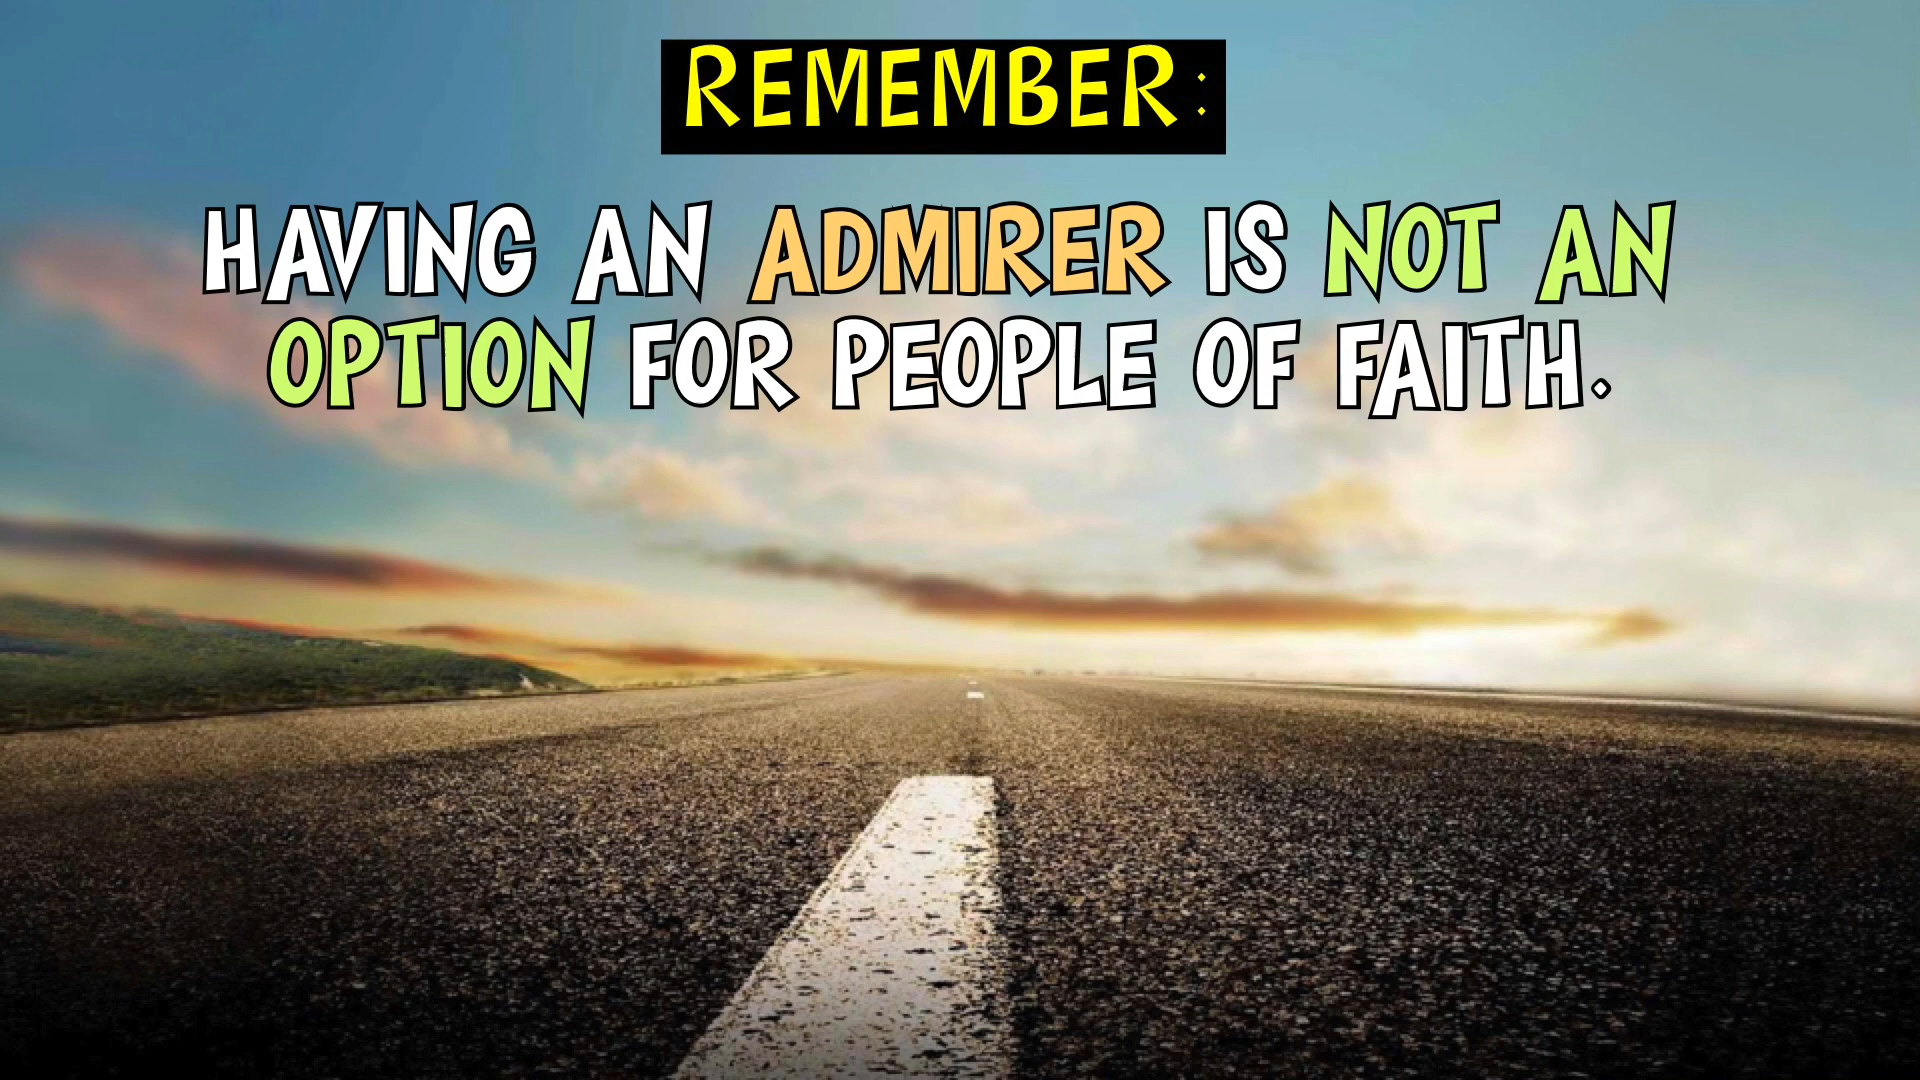 REMEMBER:
HAVING AN ADMIRER IS NOT AN
OPTION FOR PEOPLE OF FAITH.